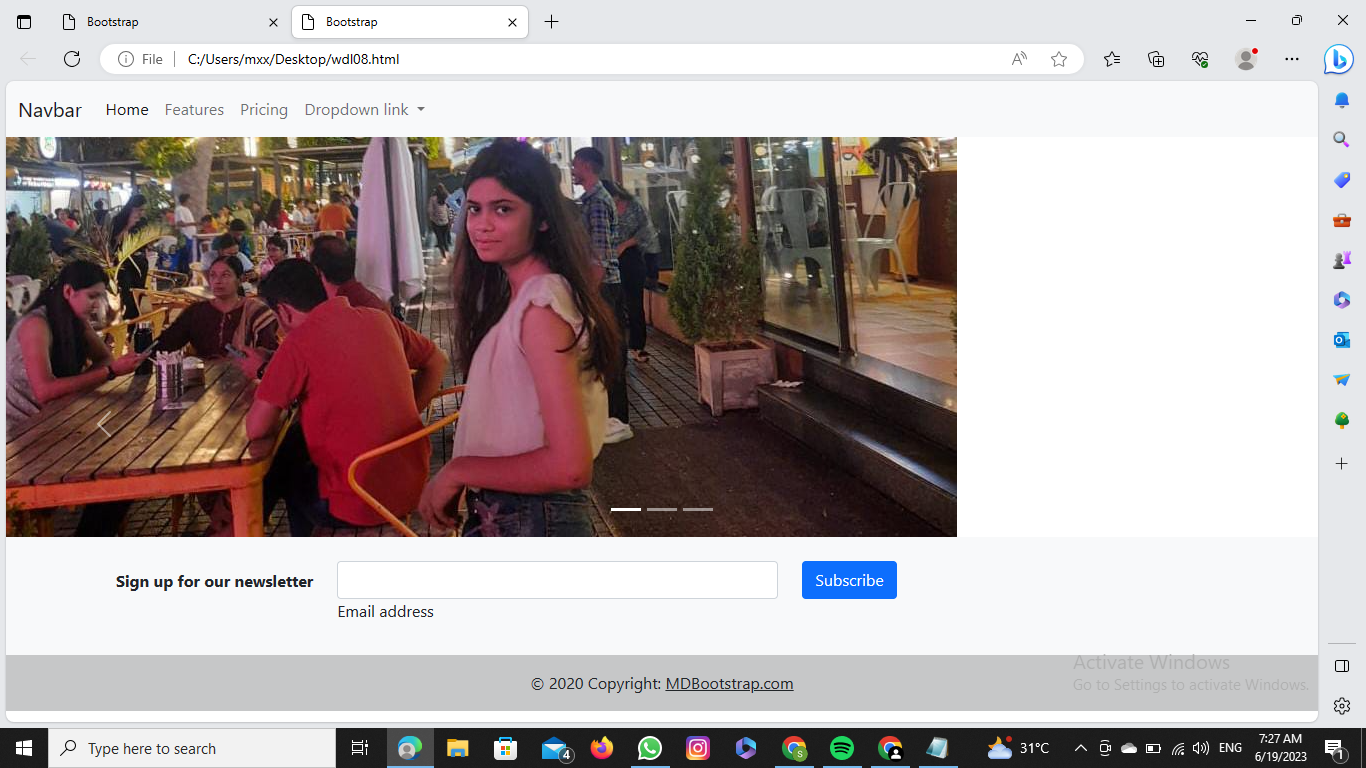 Bootstrap
Bootstrap
File
C:/Users/mxx/Desktop/wdl08.html
Navbar Home Features Pricing Dropdown link
Sign up for our newsletter
Subscribe
Email address
© 2020 Copyright: MDBootstrap.com
Activate Windows
Go to Settings to activate Windows.
Type here to search
4
S
31°C
ENG
7:27 AM
6/19/2023
1